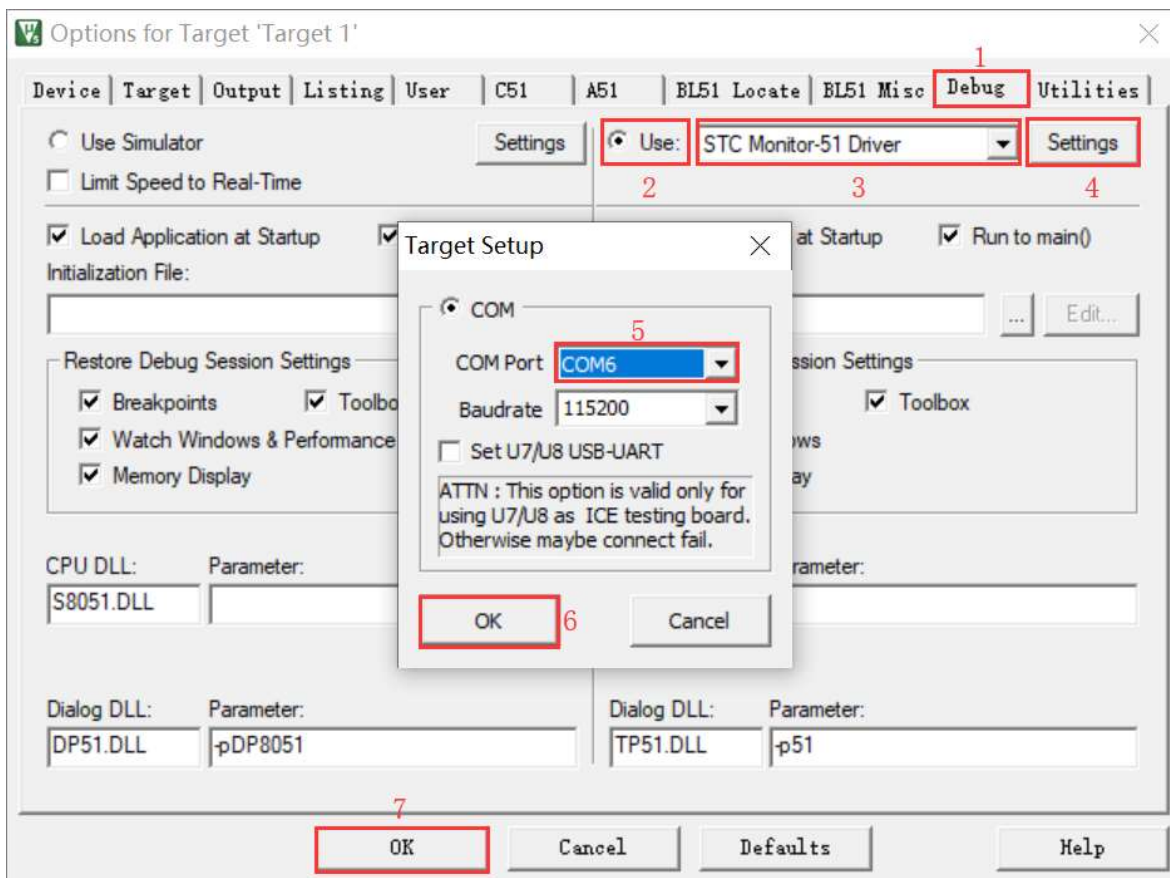 Options for Target 'Target 1'
1
Device Target Output Listing User C51 A51 BL51 Locate BL51 Misc Debug Utilities
Use Simulator Settings Use: STC Monitor-51 Driver Settings
Limit Speed to Real-Time 2 3 4
Load Application at Startup Target Setup at Startup Run to main()
Initialization File:
COM
... Edit...
5
Restore Debug Session Settings COM Port COM6 ssion Settings
Breakpoints Toolbo Baudrate 115200 Toolbox
Watch Windows & Performance Set U7/U8 USB-UART ows
Memory Display ay
ATTN : This option is valid only for
using U7/U8 as ICE testing board.
Otherwise maybe connect fail.
CPU DLL: Parameter: rameter:
S8051.DLL
OK 6 Cancel
Dialog DLL: Parameter: Dialog DLL: Parameter:
DP51.DLL -pDP8051 TP51.DLL -p51
7
OK Cancel Defaults Help